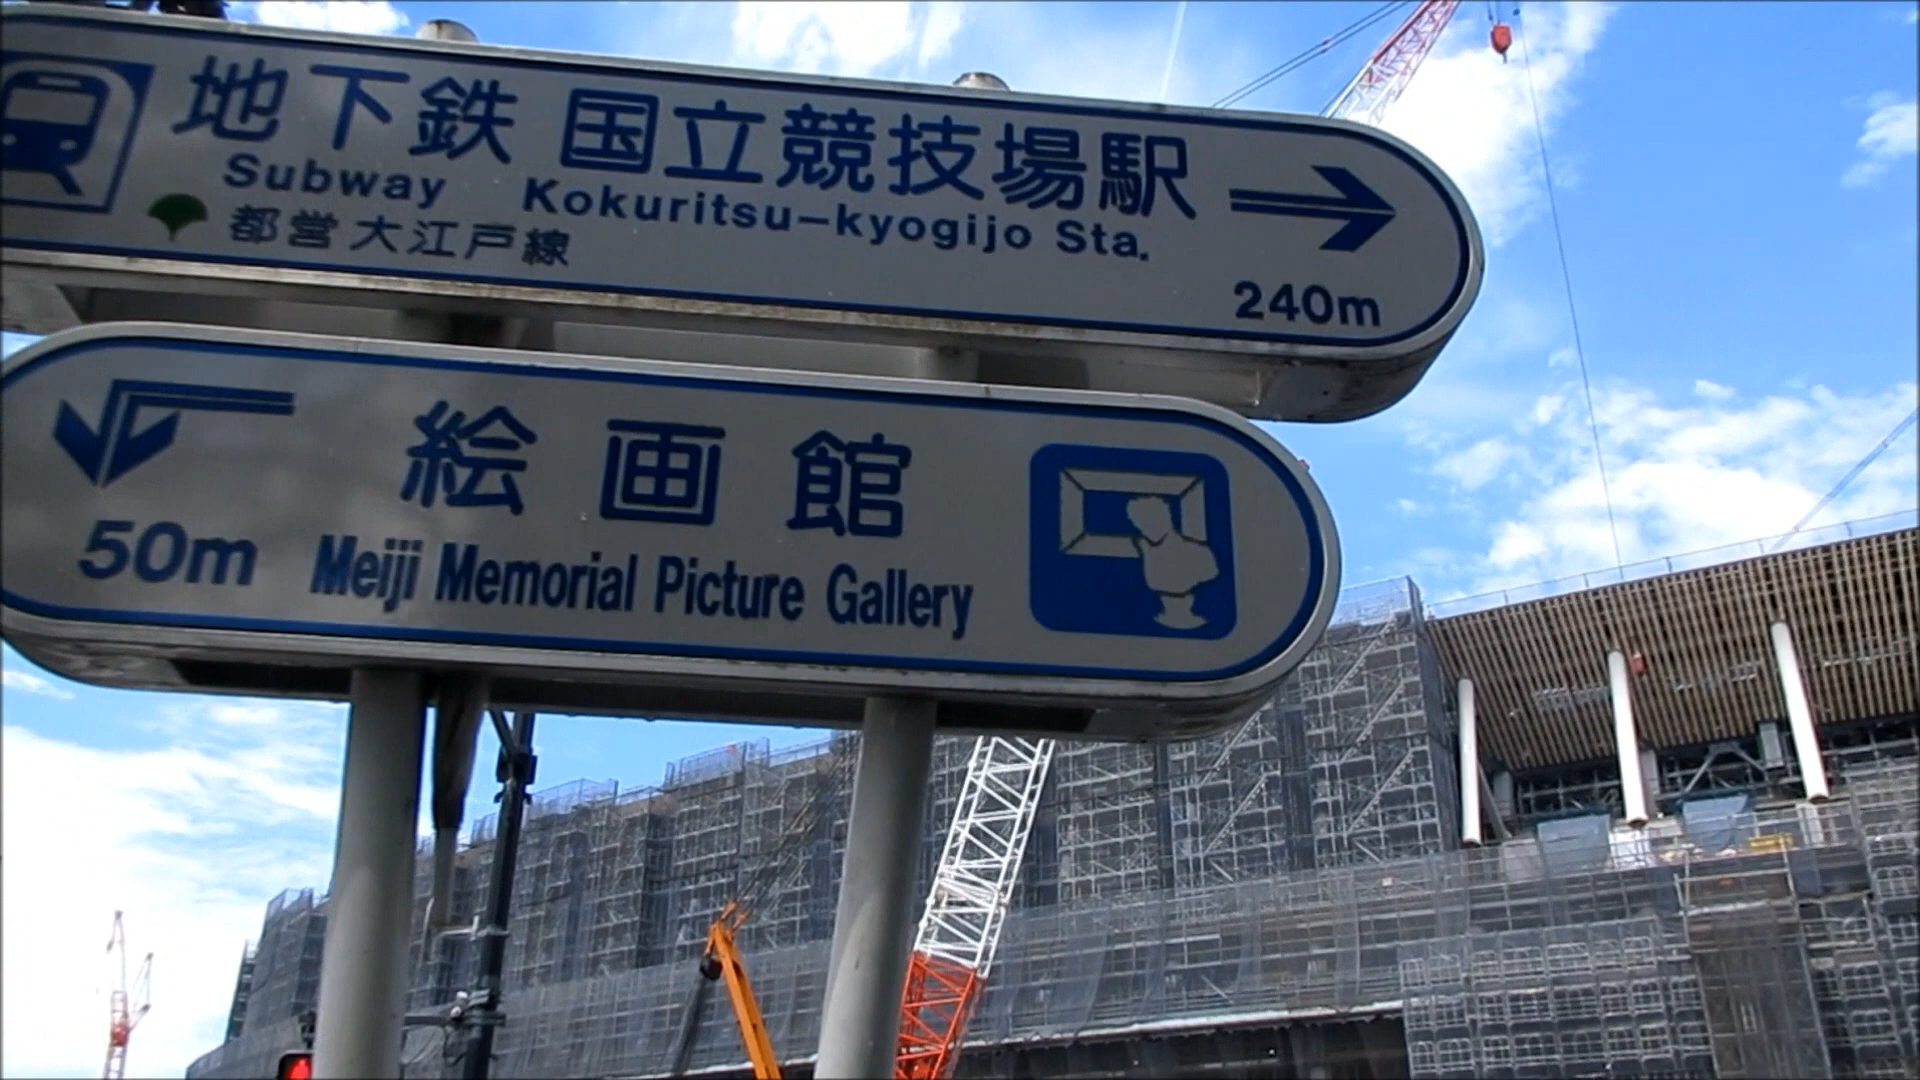 地下鉄 国立競技場駅
Subway Kokuritsu-kyogijo Sta.
都営大江戸線
240m
絵画館
50m Meiji Memorial Picture Gallery